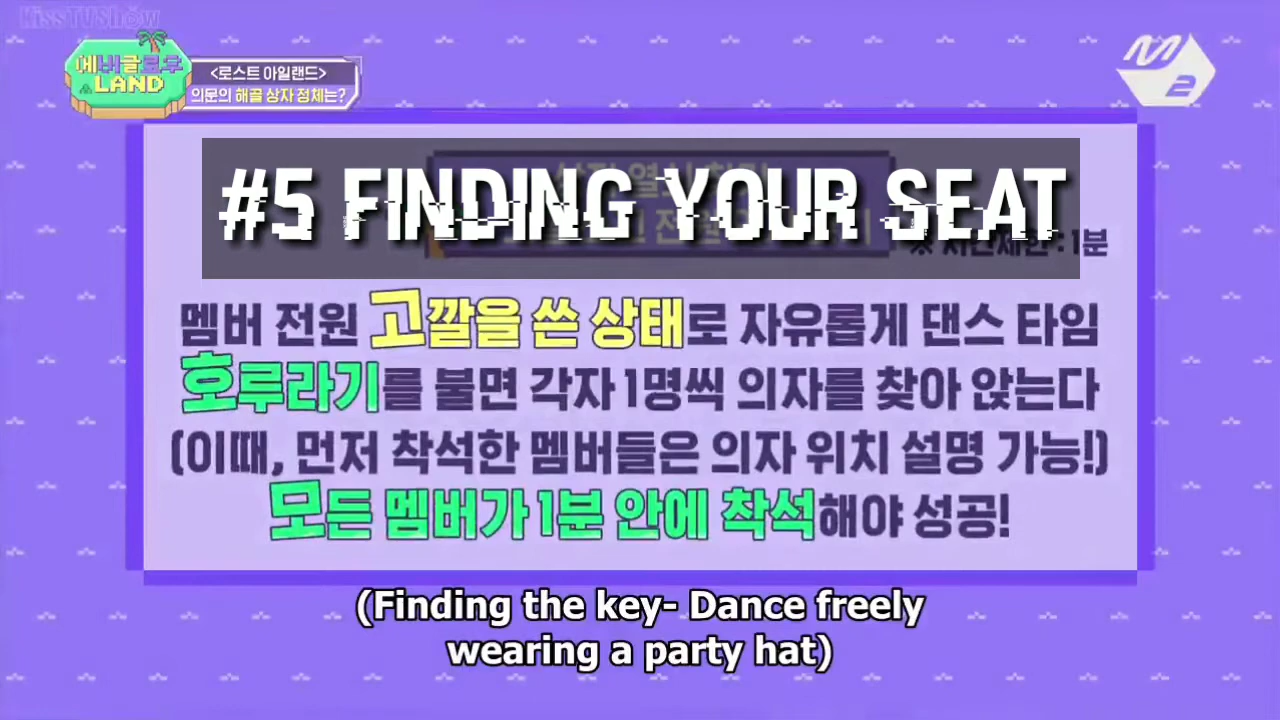 KissTVShow
에버글로우
LAND
<로스트 아일랜드>
의문의 해골 상자 정체는?
M2
#5 FINDING YOUR SEAT
※ 시간제한 : 1분
멤버 전원 고깔을 쓴 상태로 자유롭게 댄스 타임
호루라기를 불면 각자 1명씩 의자를 찾아 앉는다
(이때, 먼저 착석한 멤버들은 의자 위치 설명 가능!)
모든 멤버가 1분 안에 착석해야 성공!
(Finding the key- Dance freely
wearing a party hat)